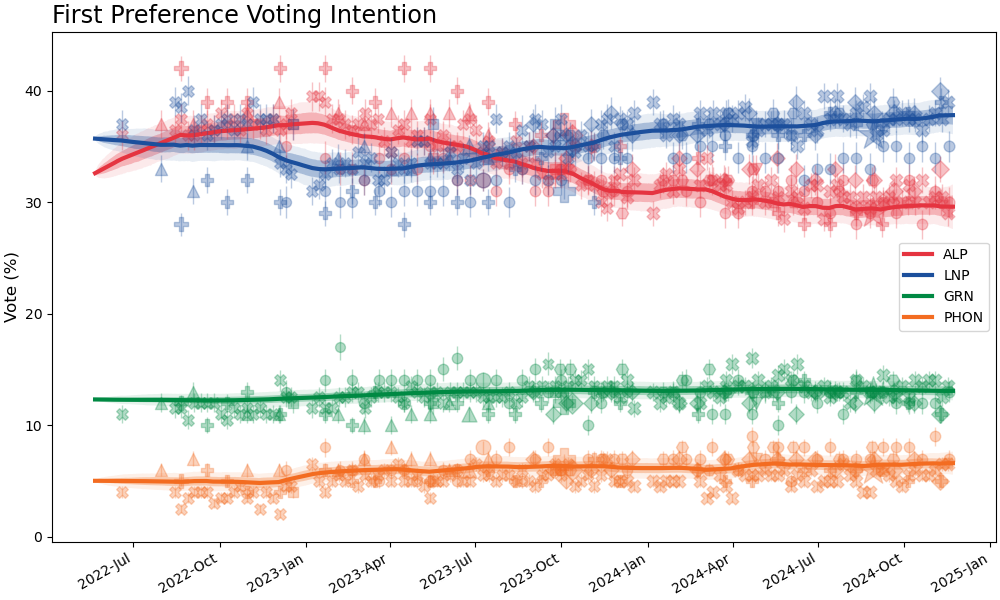 First Preference Voting Intention
Vote (%)
40
30
20
10
0
ALP
LNP
GRN
PHON
2022-Jul
2022-Oct
2023-Jan
2023-Apr
2023-Jul
2023-Oct
2024-Jan
2024-Apr
2024-Jul
2024-Oct
2025-Jan